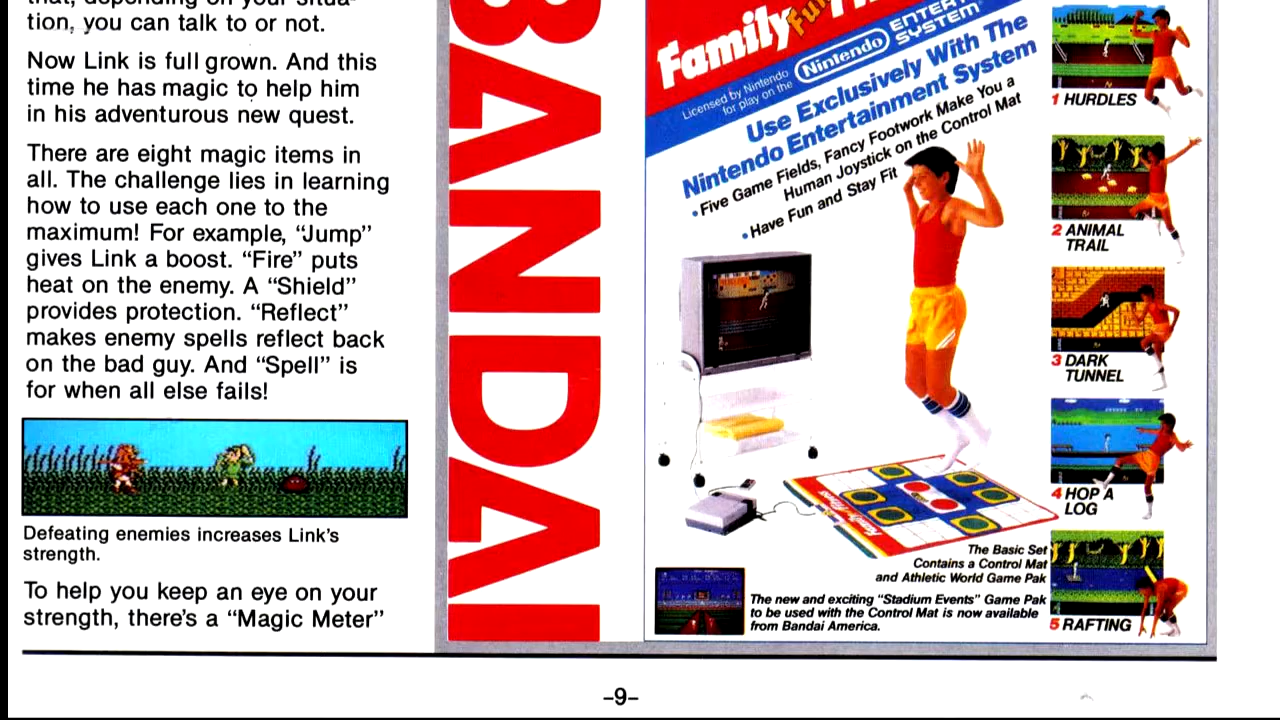 tion, you can talk to or not.
Now Link is full grown. And this
time he has magic to help him
in his adventurous new quest.
There are eight magic items in
all. The challenge lies in learning
how to use each one to the
maximum! For example, “Jump”
gives Link a boost. “Fire” puts
heat on the enemy. A “Shield”
provides protection. “Reflect”
makes enemy spells reflect back
on the bad guy. And “Spell” is
for when all else fails!
Defeating enemies increases Link's
strength.
To help you keep an eye on your
strength, there's a “Magic Meter”
BANDAI
Family Fun
Licensed by Nintendo
for play on the
Nintendo
SYSTEM
Use Exclusively With The
Nintendo Entertainment System
•Five Game Fields, Fancy Footwork Make You a
Human Joystick on the Control Mat
•Have Fun and Stay Fit
1 HURDLES
2 ANIMAL
TRAIL
3 DARK
TUNNEL
4 HOP A
LOG
5 RAFTING
The Basic Set
Contains a Control Mat
and Athletic World Game Pak
The new and exciting “Stadium Events” Game Pak
to be used with the Control Mat is now available
from Bandai America.
-9-